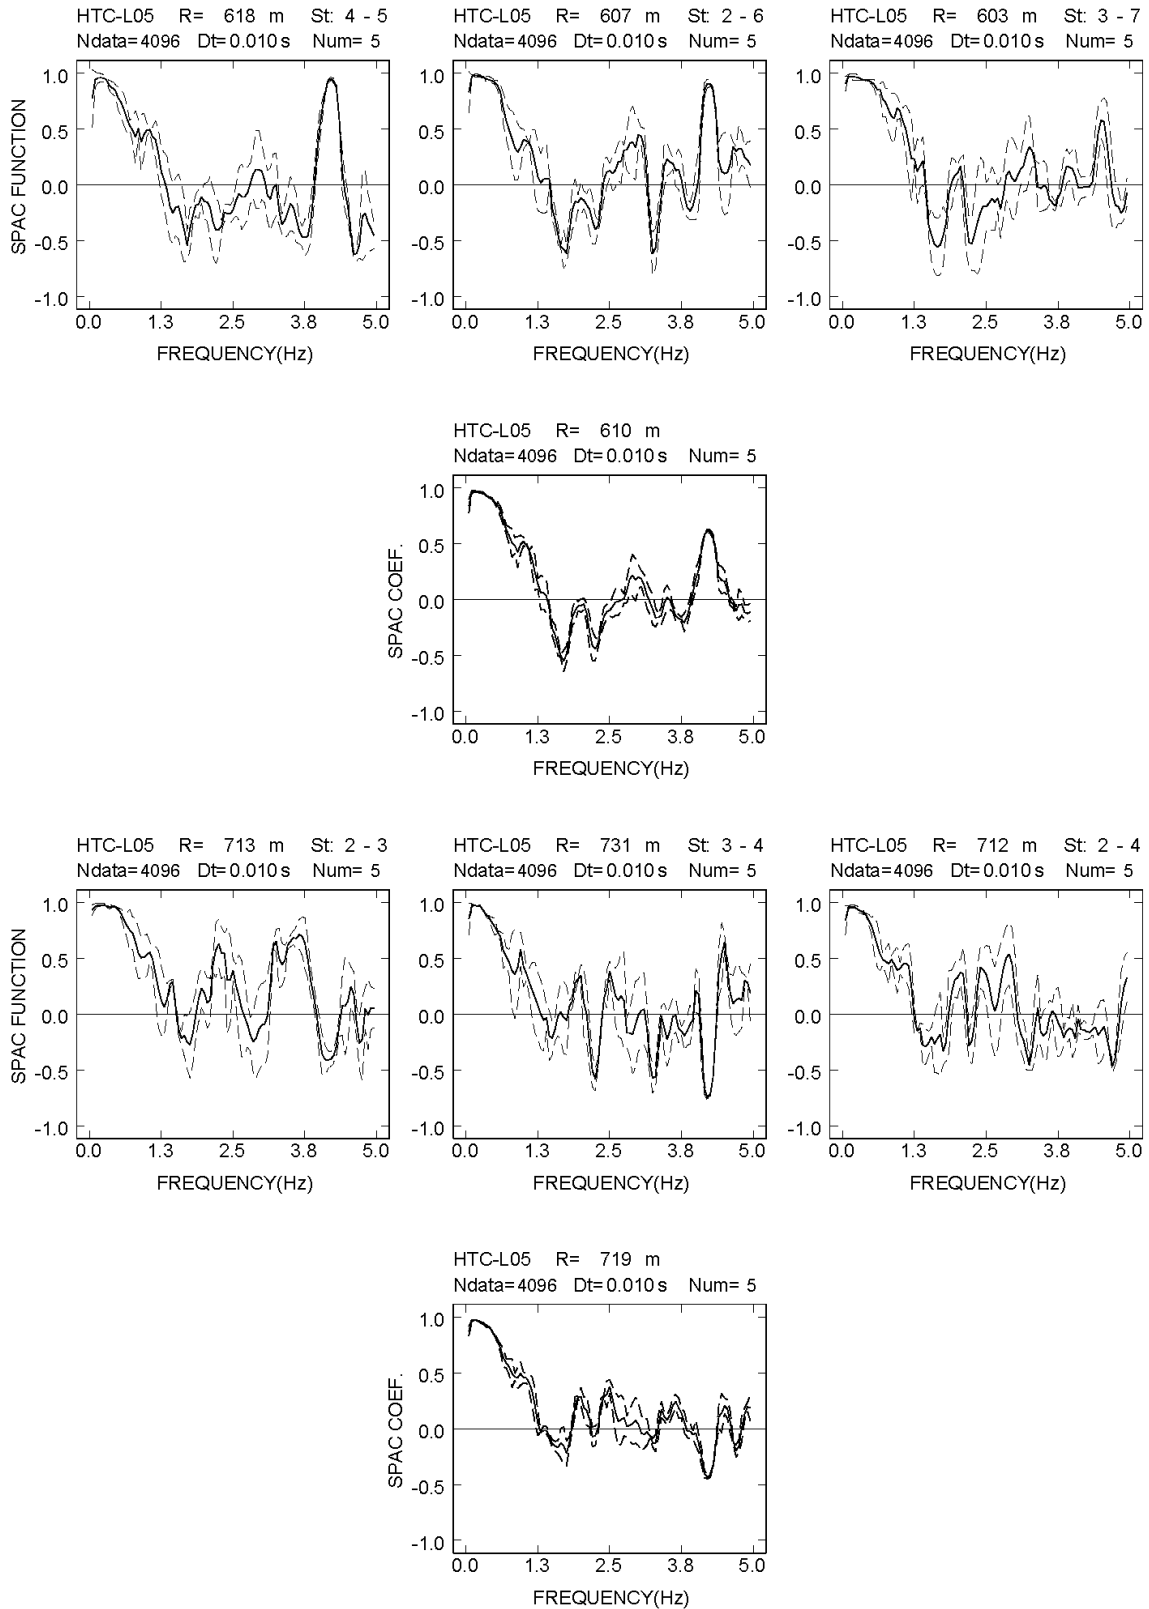 HTC-L05 R= 618 m St: 4 - 5
Ndata=4096 Dt=0.010 s Num= 5
HTC-L05 R= 607 m St: 2 - 6
Ndata=4096 Dt=0.010 s Num= 5
HTC-L05 R= 603 m St: 3 - 7
Ndata=4096 Dt=0.010 s Num= 5
SPAC FUNCTION
1.0
0.5
0.0
-0.5
-1.0
0.0 1.3 2.5 3.8 5.0
FREQUENCY(Hz)
1.0
0.5
0.0
-0.5
-1.0
0.0 1.3 2.5 3.8 5.0
FREQUENCY(Hz)
1.0
0.5
0.0
-0.5
-1.0
0.0 1.3 2.5 3.8 5.0
FREQUENCY(Hz)
HTC-L05 R= 610 m
Ndata=4096 Dt=0.010 s Num= 5
SPAC COEF.
1.0
0.5
0.0
-0.5
-1.0
0.0 1.3 2.5 3.8 5.0
FREQUENCY(Hz)
HTC-L05 R= 713 m St: 2 - 3
Ndata=4096 Dt=0.010 s Num= 5
HTC-L05 R= 731 m St: 3 - 4
Ndata=4096 Dt=0.010 s Num= 5
HTC-L05 R= 712 m St: 2 - 4
Ndata=4096 Dt=0.010 s Num= 5
SPAC FUNCTION
1.0
0.5
0.0
-0.5
-1.0
0.0 1.3 2.5 3.8 5.0
FREQUENCY(Hz)
1.0
0.5
0.0
-0.5
-1.0
0.0 1.3 2.5 3.8 5.0
FREQUENCY(Hz)
1.0
0.5
0.0
-0.5
-1.0
0.0 1.3 2.5 3.8 5.0
FREQUENCY(Hz)
HTC-L05 R= 719 m
Ndata=4096 Dt=0.010 s Num= 5
SPAC COEF.
1.0
0.5
0.0
-0.5
-1.0
0.0 1.3 2.5 3.8 5.0
FREQUENCY(Hz)